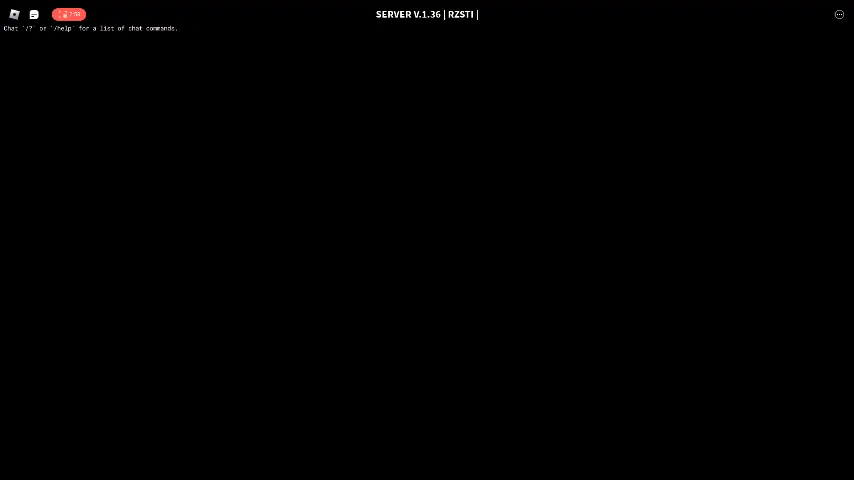 SERVER V.1.36 | RZSTI |
Chat '/?' or '/help' for a list of chat commands.